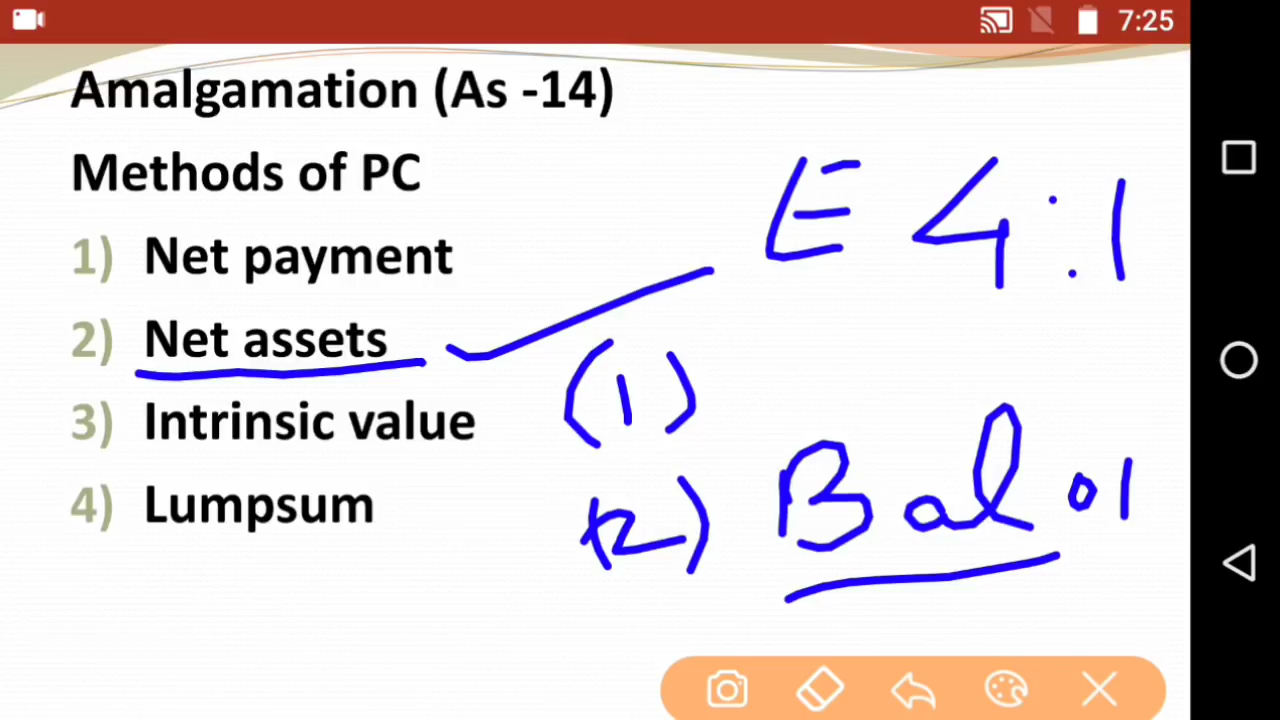 7:25
Amalgamation (As -14)
Methods of PC
E 4:1
1) Net payment
2) Net assets
(1)
3) Intrinsic value
(2) Bal
4) Lumpsum